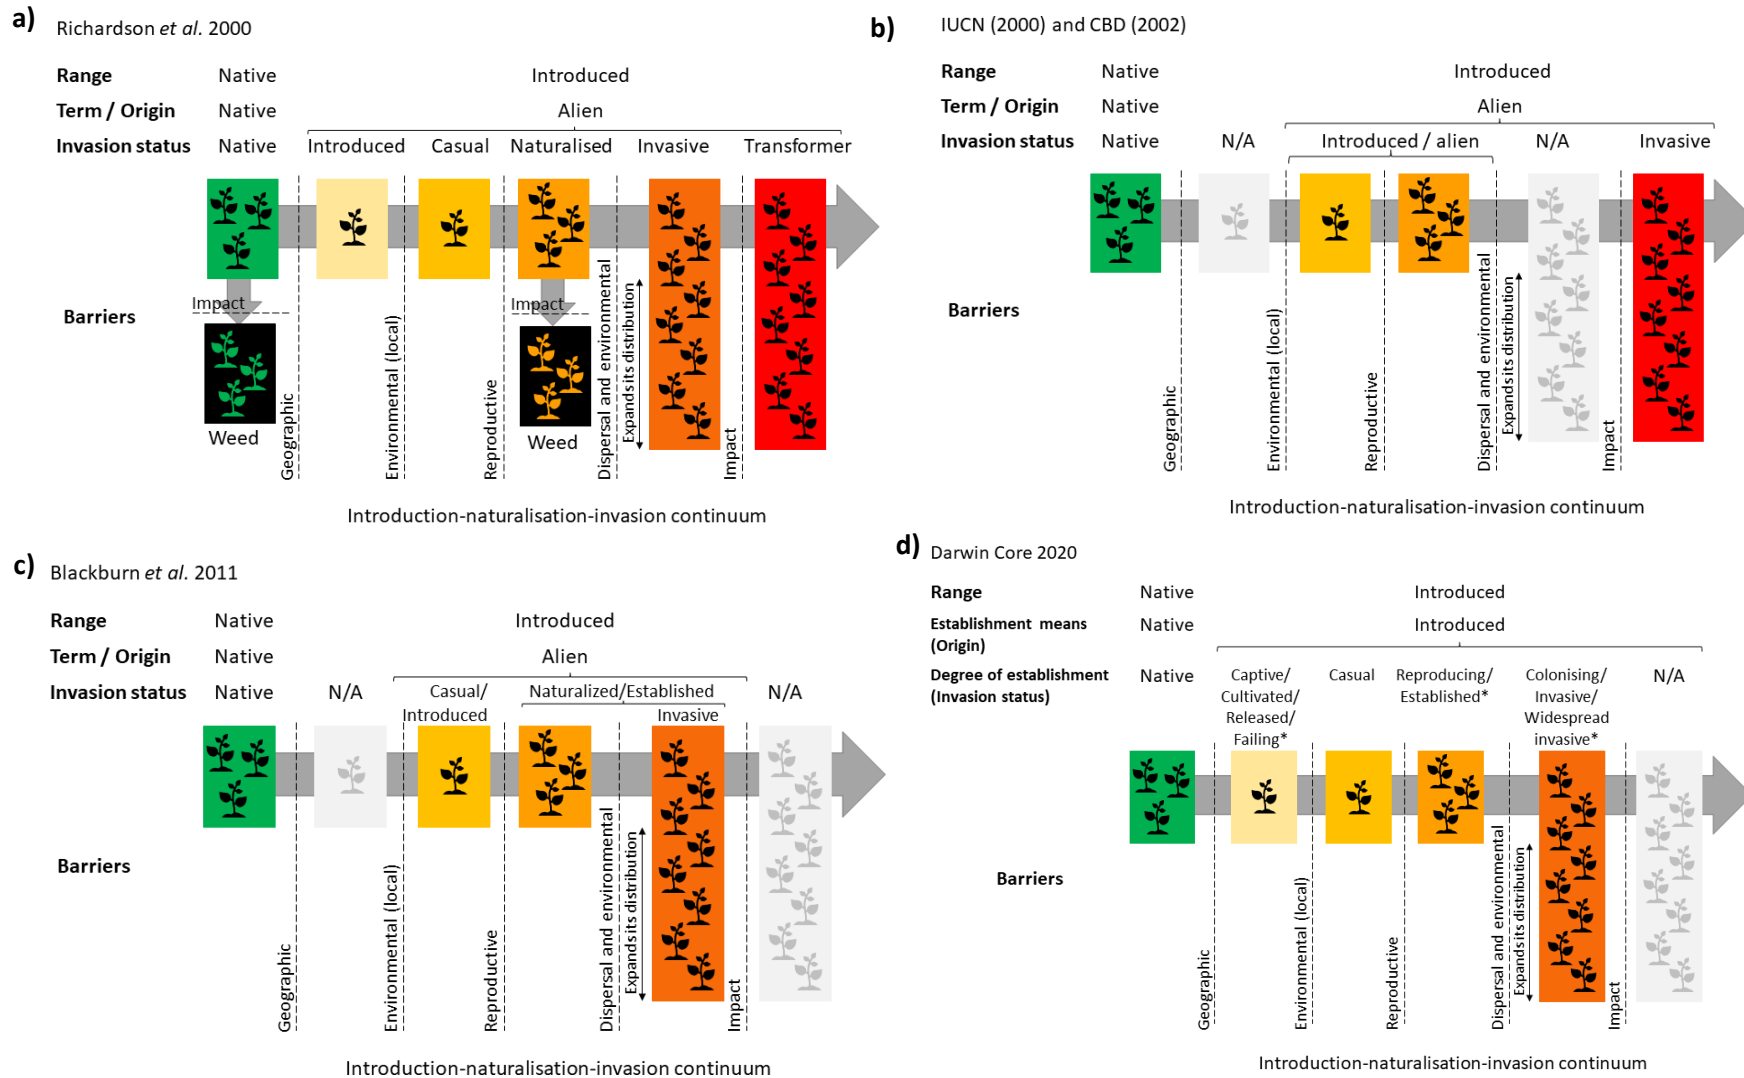 a) Richardson et al. 2000
Range Native Introduced
Term / Origin Native Alien
Invasion status Native Introduced Casual Naturalised Invasive Transformer
Impact Impact
Barriers
Weed Weed
Geographic
Environmental (local)
Reproductive
Dispersal and environmental
Expands its distribution
Impact
Introduction-naturalisation-invasion continuum
b) IUCN (2000) and CBD (2002)
Range Native Introduced
Term / Origin Native Alien
Invasion status Native N/A Introduced / alien N/A Invasive
Barriers
Geographic
Environmental (local)
Reproductive
Dispersal and environmental
Expands its distribution
Impact
Introduction-naturalisation-invasion continuum
c) Blackburn et al. 2011
Range Native Introduced
Term / Origin Native Alien
Invasion status Native N/A Casual/ Naturalized/Established N/A
Introduced Invasive
Barriers
Geographic
Environmental (local)
Reproductive
Dispersal and environmental
Expands its distribution
Impact
Introduction-naturalisation-invasion continuum
d) Darwin Core 2020
Range Native Introduced
Establishment means Native Introduced
(Origin)
Degree of establishment Native Captive/ Casual Reproducing/ Colonising/ N/A
(Invasion status) Cultivated/ Established* Invasive/
Released/ Widespread
Failing* invasive*
Barriers
Geographic
Environmental (local)
Reproductive
Dispersal and environmental
Expands its distribution
Impact
Introduction-naturalisation-invasion continuum